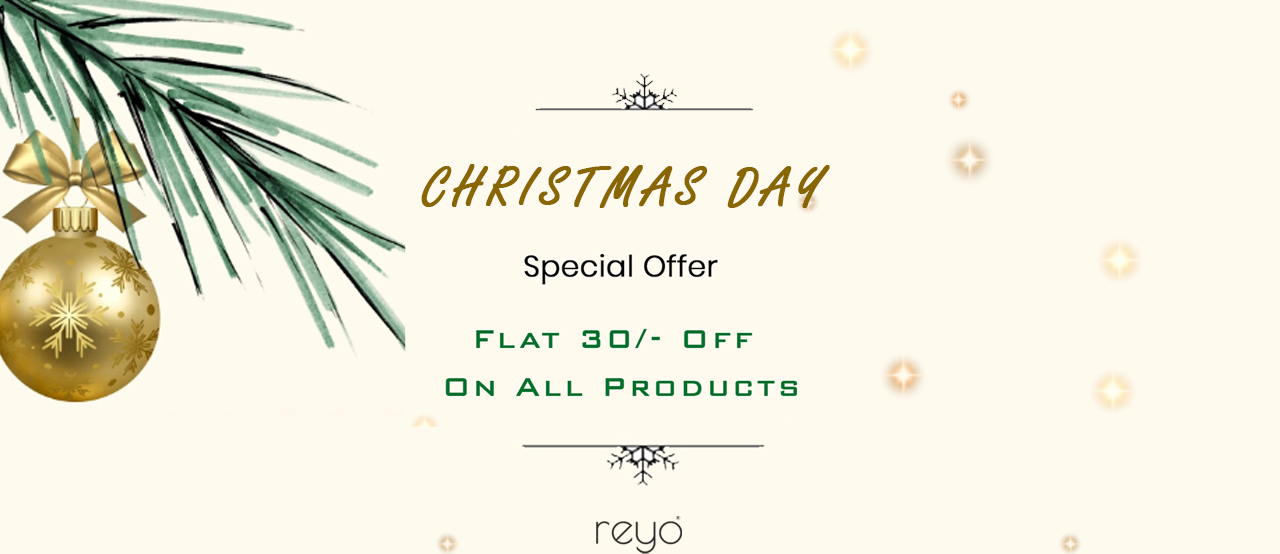 CHRISTMAS DAY
Special Offer
FLAT 30/- OFF
ON ALL PRODUCTS
reyo